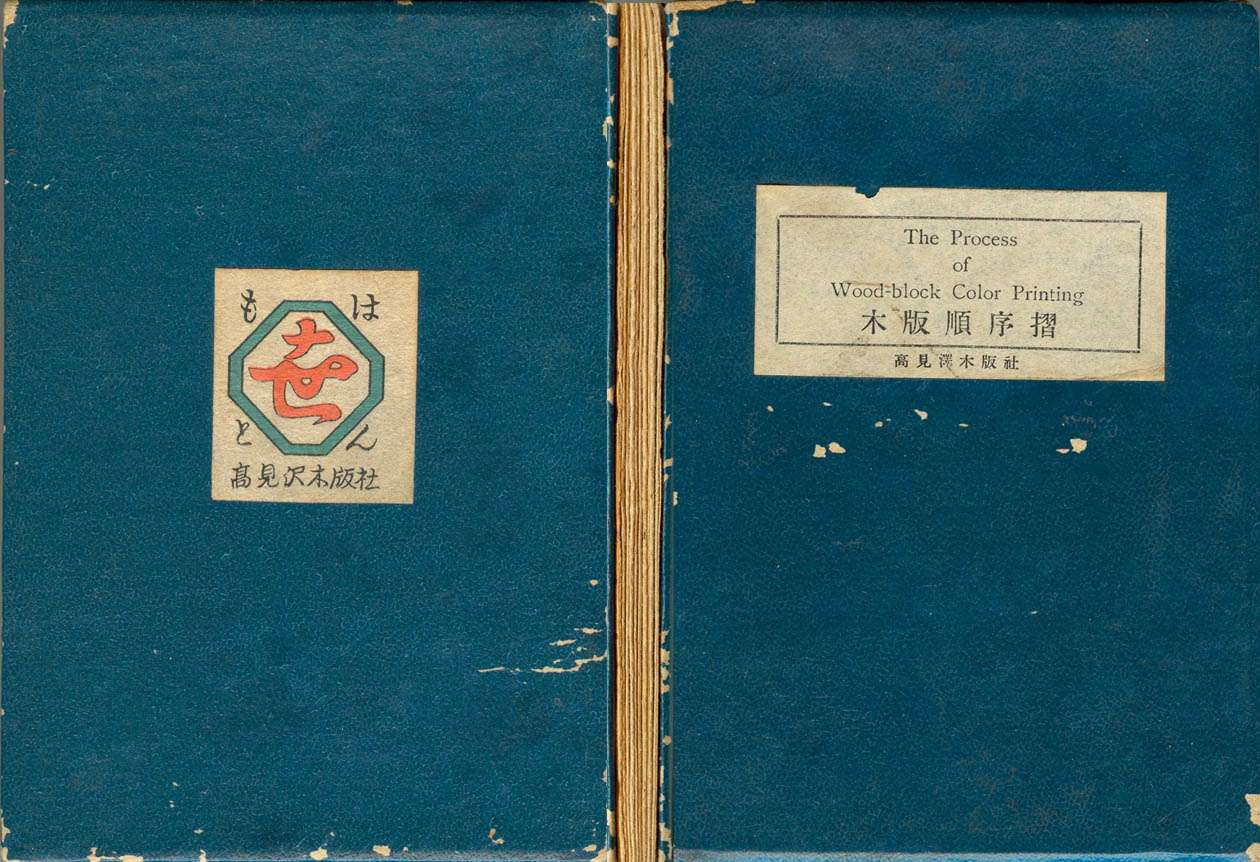 も は
と ん
高見沢木版社
The Process
of
Wood-block Color Printing
木版順序摺
高見澤木版社